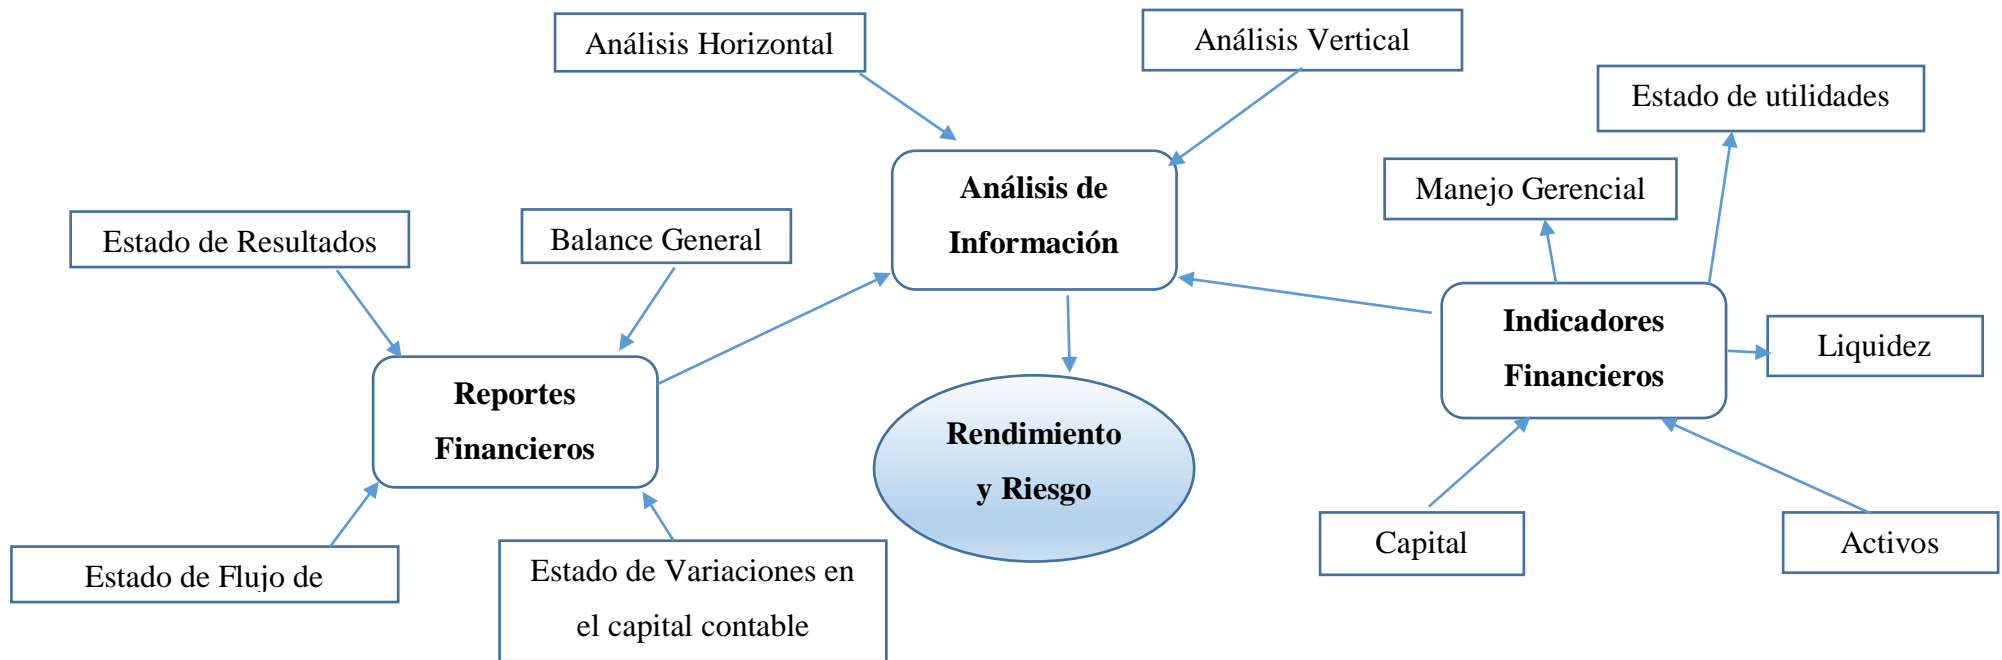 Análisis Horizontal
Análisis Vertical
Estado de utilidades
Análisis de
Información
Manejo Gerencial
Estado de Resultados
Balance General
Indicadores
Financieros
Liquidez
Reportes
Financieros
Rendimiento
y Riesgo
Capital
Activos
Estado de Flujo de
Estado de Variaciones en
el capital contable